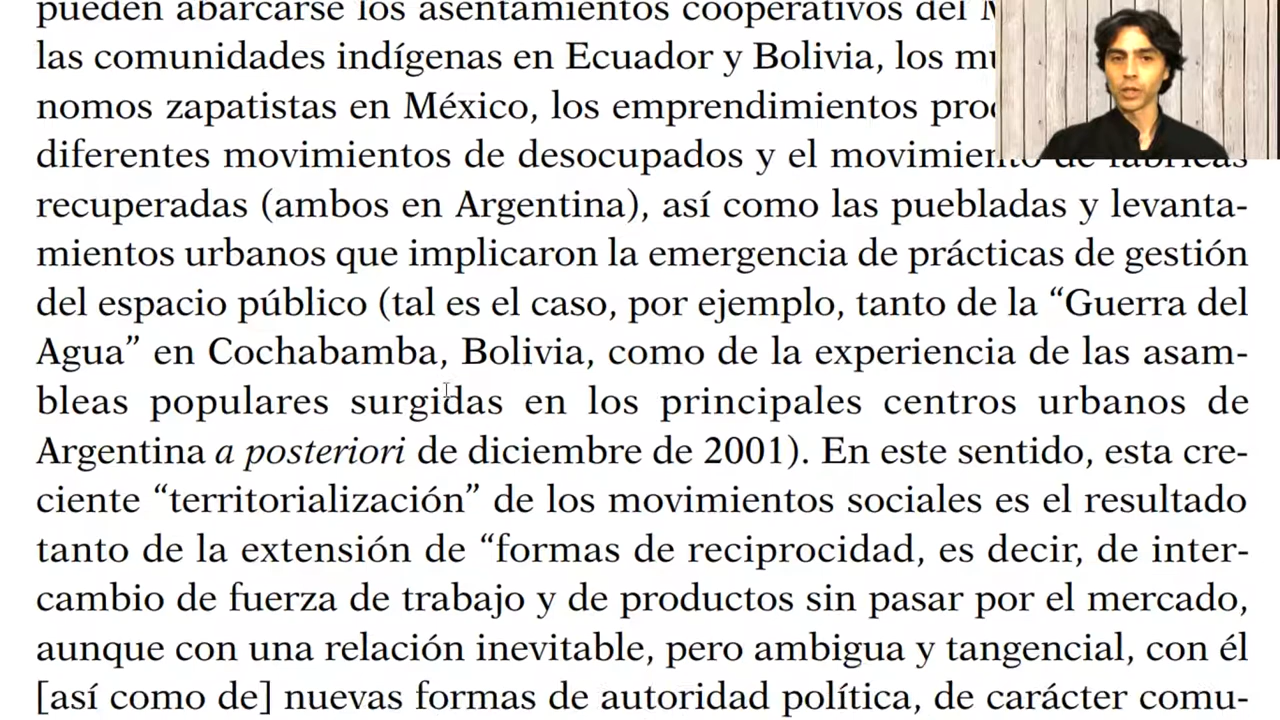 pueden abarcarse los asentamientos cooperativos del
las comunidades indígenas en Ecuador y Bolivia, los
nomos zapatistas en México, los emprendimientos
diferentes movimientos de desocupados y el movimiento de fábricas
recuperadas (ambos en Argentina), así como las puebladas y levanta-
mientos urbanos que implicaron la emergencia de prácticas de gestión
del espacio público (tal es el caso, por ejemplo, tanto de la “Guerra del
Agua” en Cochabamba, Bolivia, como de la experiencia de las asam-
bleas populares surgidas en los principales centros urbanos de
Argentina a posteriori de diciembre de 2001). En este sentido, esta cre-
ciente “territorialización” de los movimientos sociales es el resultado
tanto de la extensión de “formas de reciprocidad, es decir, de inter-
cambio de fuerza de trabajo y de productos sin pasar por el mercado,
aunque con una relación inevitable, pero ambigua y tangencial, con él
[así como de] nuevas formas de autoridad política, de carácter comu-